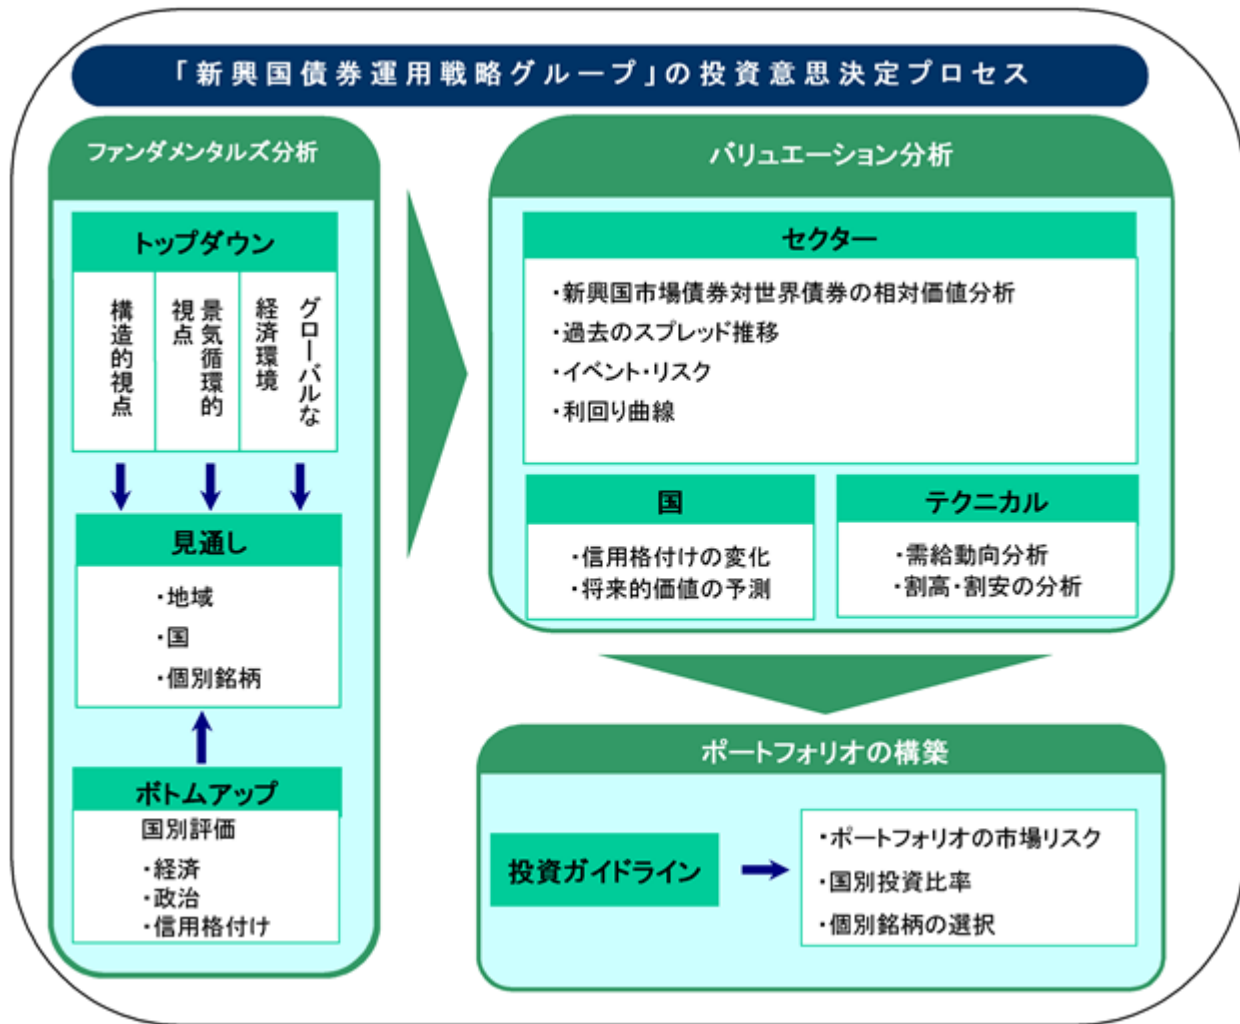 「新興国債券運用戦略グループ」の投資意思決定プロセス
ファンダメンタルズ分析
トップダウン
構造的視点
景気循環的
視点
グローバルな
経済環境
見通し
・地域
・国
・個別銘柄
ボトムアップ
国別評価
・経済
・政治
・信用格付け
バリュエーション分析
セクター
・新興国市場債券対世界債券の相対価値分析
・過去のスプレッド推移
・イベント・リスク
・利回り曲線
国
・信用格付けの変化
・将来的価値の予測
テクニカル
・需給動向分析
・割高・割安の分析
ポートフォリオの構築
投資ガイドライン
・ポートフォリオの市場リスク
・国別投資比率
・個別銘柄の選択